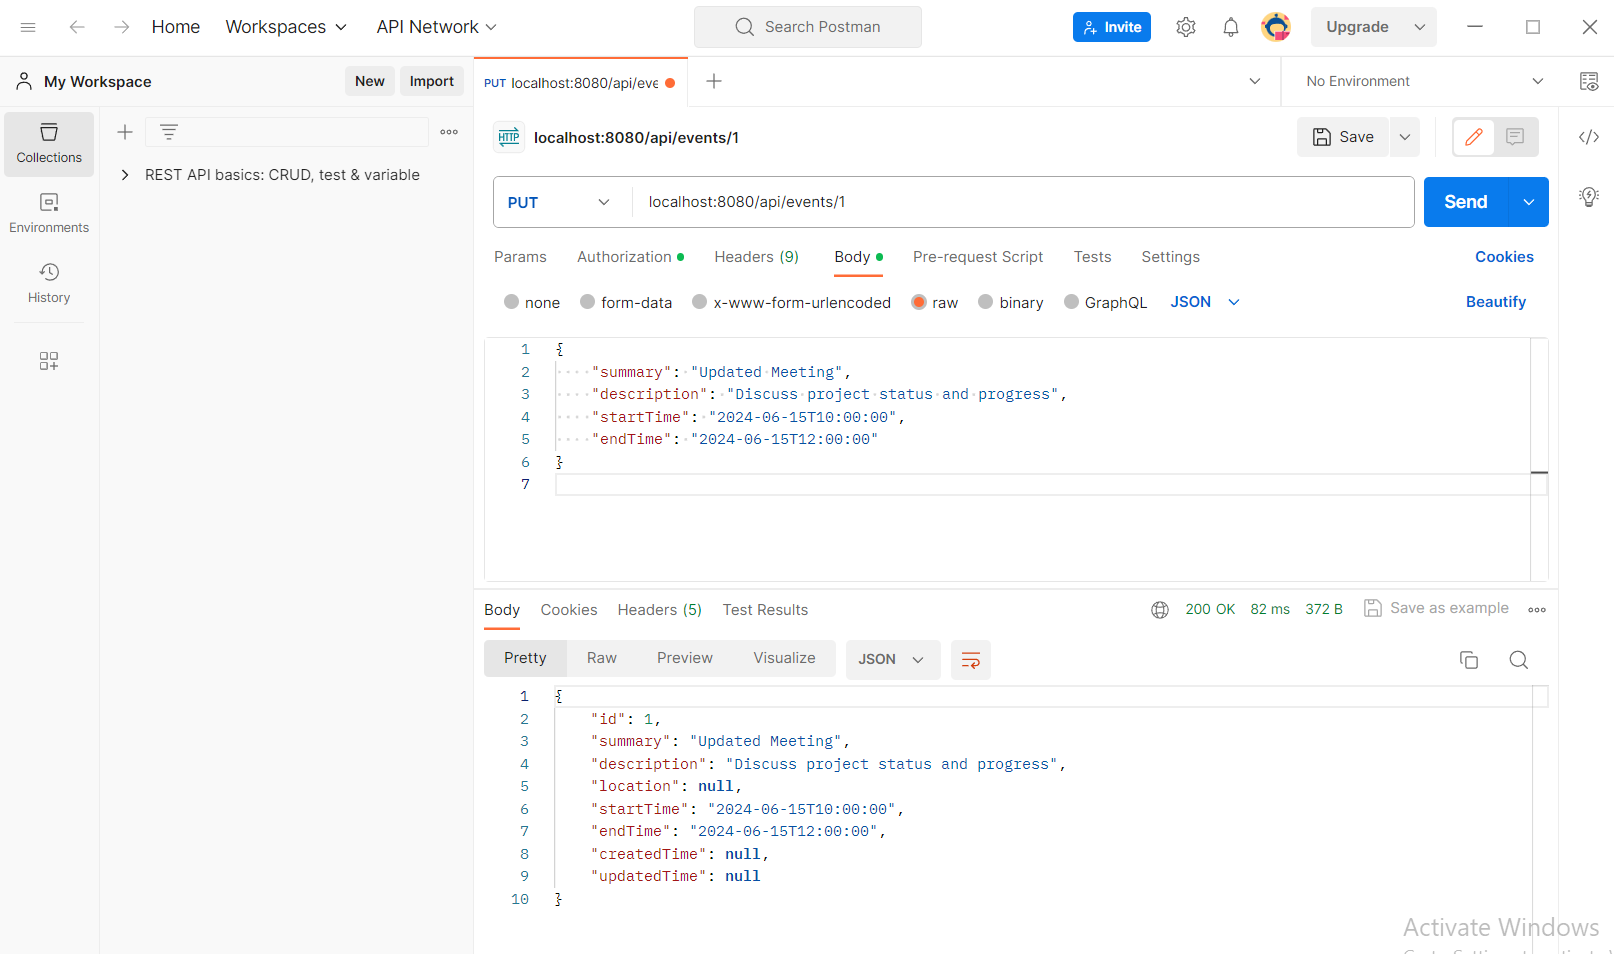 Home Workspaces API Network Search Postman Invite Upgrade
My Workspace New Import PUT localhost:8080/api/eve No Environment
HTTP localhost:8080/api/events/1 Save
Collections
REST API basics: CRUD, test & variable
Environments
History
PUT localhost:8080/api/events/1 Send
Params Authorization Headers (9) Body Pre-request Script Tests Settings Cookies
none form-data x-www-form-urlencoded raw binary GraphQL JSON Beautify
1 {
2 "summary": "Updated Meeting",
3 "description": "Discuss project status and progress",
4 "startTime": "2024-06-15T10:00:00",
5 "endTime": "2024-06-15T12:00:00"
6 }
7
Body Cookies Headers (5) Test Results 200 OK 82 ms 372 B Save as example
Pretty Raw Preview Visualize JSON
1 {
2 "id": 1,
3 "summary": "Updated Meeting",
4 "description": "Discuss project status and progress",
5 "location": null,
6 "startTime": "2024-06-15T10:00:00",
7 "endTime": "2024-06-15T12:00:00",
8 "createdTime": null,
9 "updatedTime": null
10 }
Activate Windows